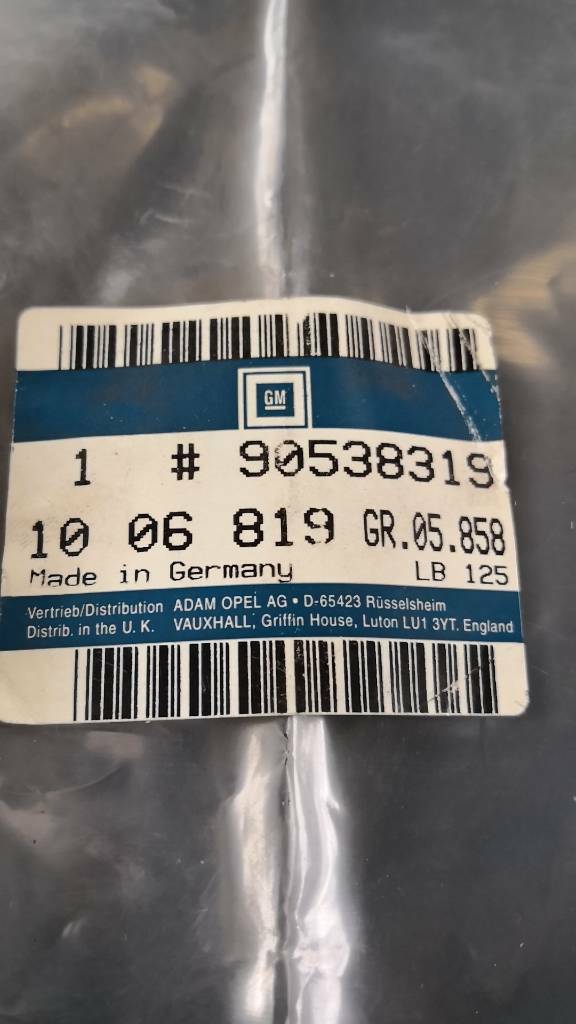 GM
1 # 90538319
10 06 819 GR.05.858
Made in Germany LB 125
Vertrieb/Distribution ADAM OPEL AG • D-65423 Rüsselsheim
Distrib. in the U. K. VAUXHALL, Griffin House, Luton LU1 3YT. England